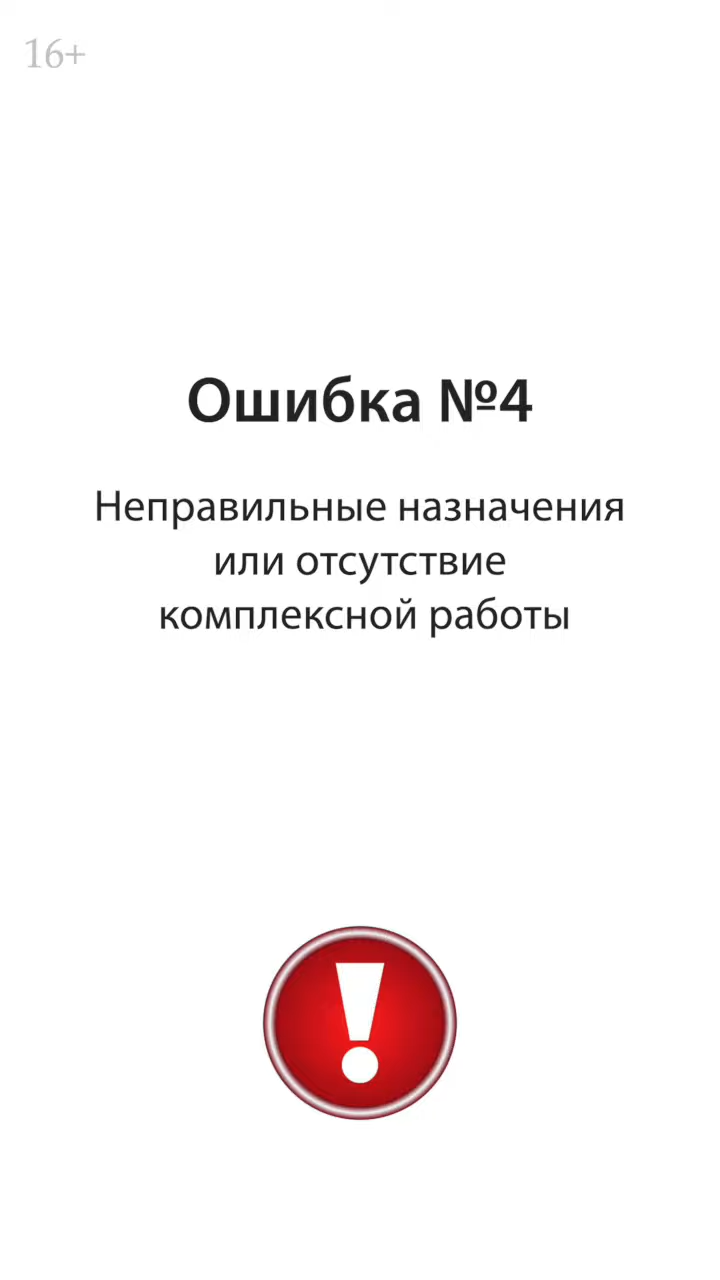 16+
Ошибка №4
Неправильные назначения
или отсутствие
комплексной работы